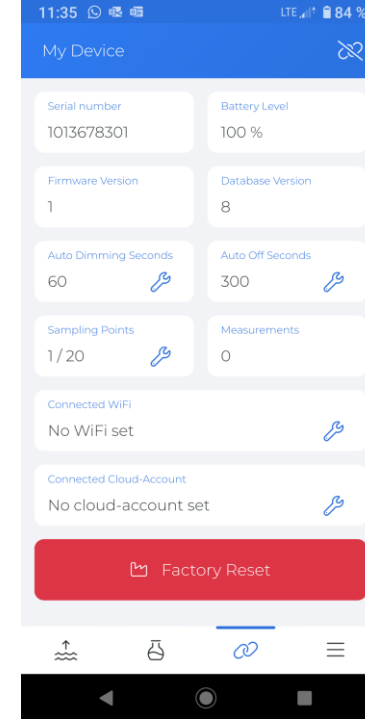 11:35 LTE 84 %
My Device
Serial number
1013678301
Battery Level
100 %
Firmware Version
1
Database Version
8
Auto Dimming Seconds
60
Auto Off Seconds
300
Sampling Points
1 / 20
Measurements
0
Connected WiFi
No WiFi set
Connected Cloud-Account
No cloud-account set
Factory Reset